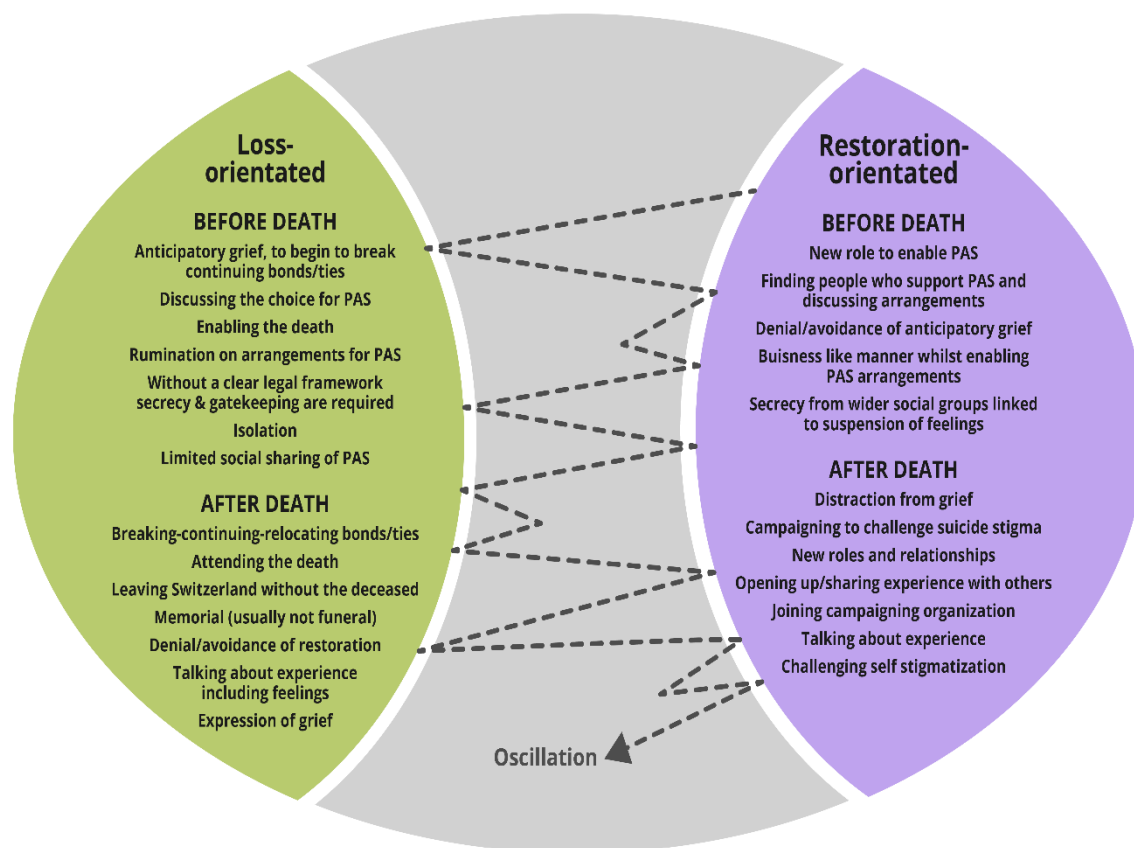 Loss-
orientated
BEFORE DEATH
Anticipatory grief, to begin to break
continuing bonds/ties
Discussing the choice for PAS
Enabling the death
Rumination on arrangements for PAS
Without a clear legal framework
secrecy & gatekeeping are required
Isolation
Limited social sharing of PAS
AFTER DEATH
Breaking-continuing-relocating bonds/ties
Attending the death
Leaving Switzerland without the deceased
Memorial (usually not funeral)
Denial/avoidance of restoration
Talking about experience
including feelings
Expression of grief
Oscillation
Restoration-
orientated
BEFORE DEATH
New role to enable PAS
Finding people who support PAS and
discussing arrangements
Denial/avoidance of anticipatory grief
Buisness like manner whilst enabling
PAS arrangements
Secrecy from wider social groups linked
to suspension of feelings
AFTER DEATH
Distraction from grief
Campaigning to challenge suicide stigma
New roles and relationships
Opening up/sharing experience with others
Joining campaigning organization
Talking about experience
Challenging self stigmatization